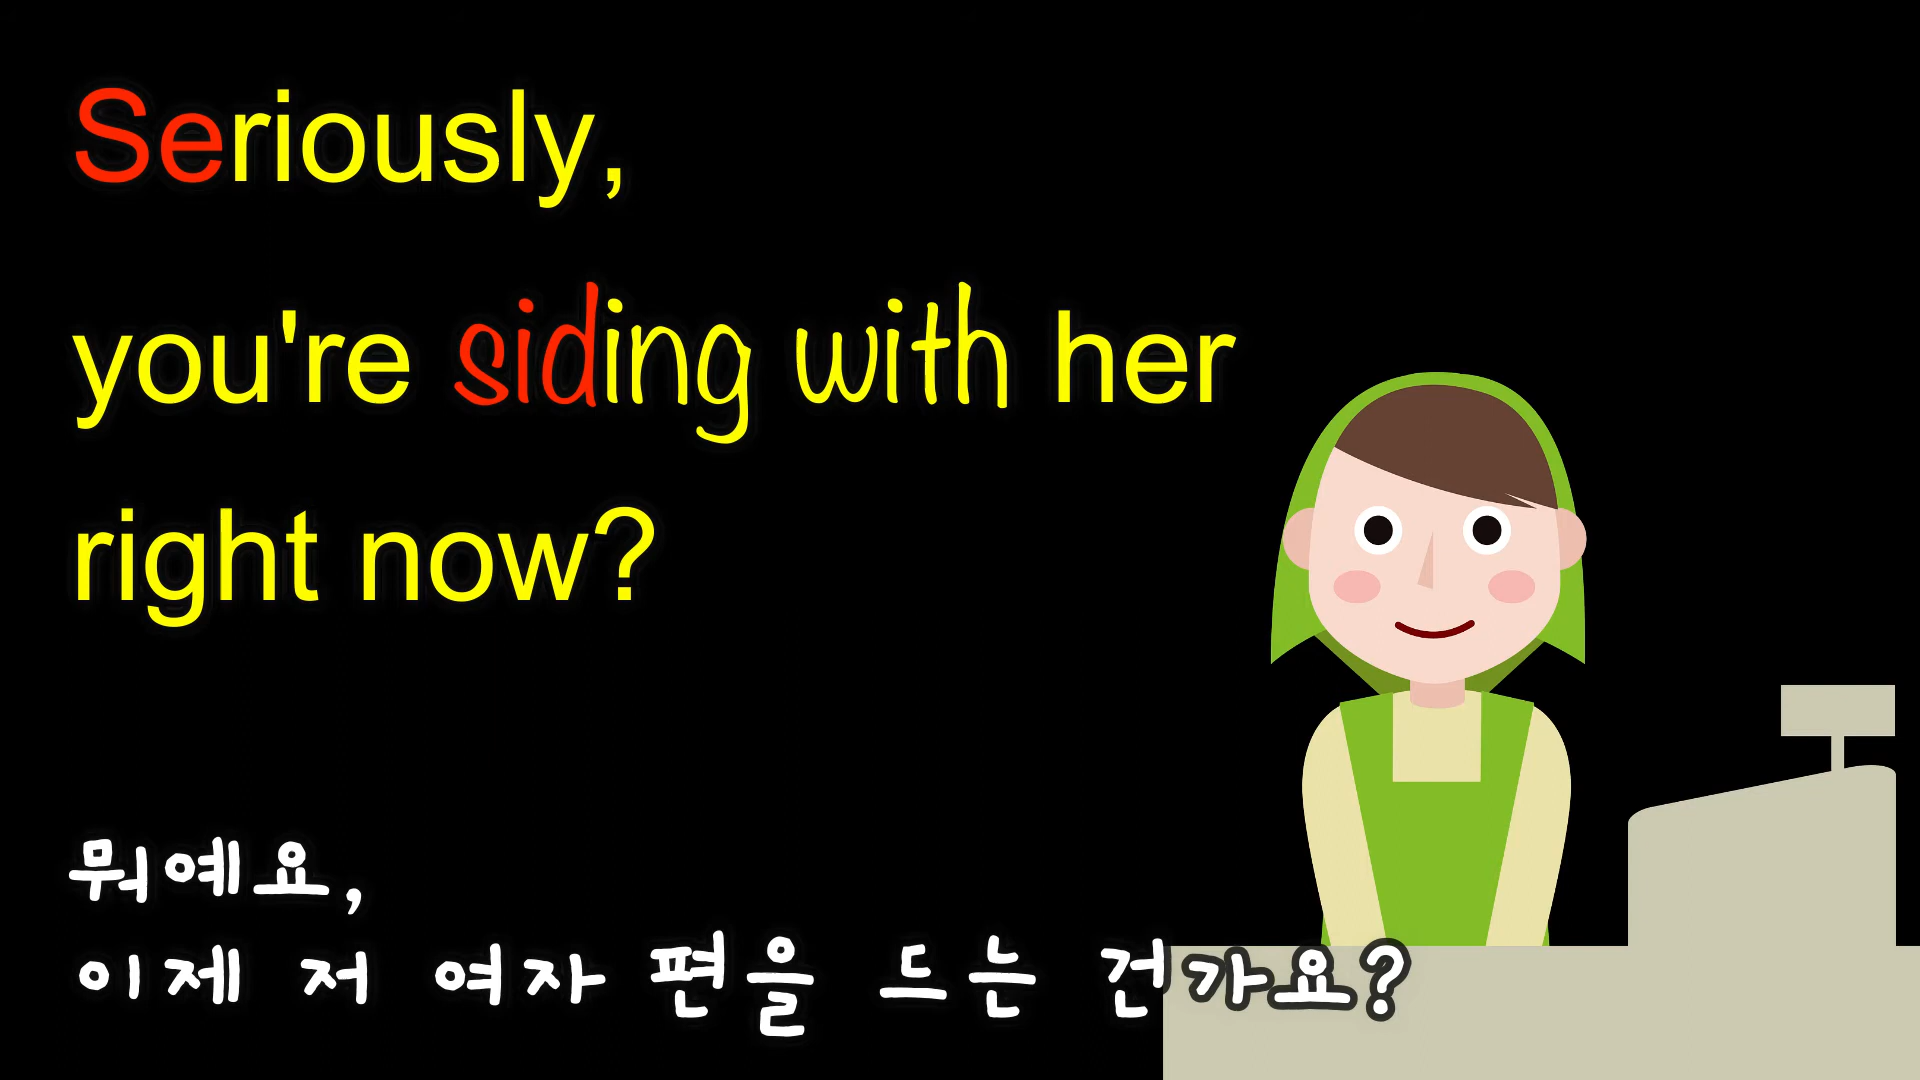 Seriously,
you're siding with her
right now?
뭐예요,
이제 저 여자 편을 드는 건가요?